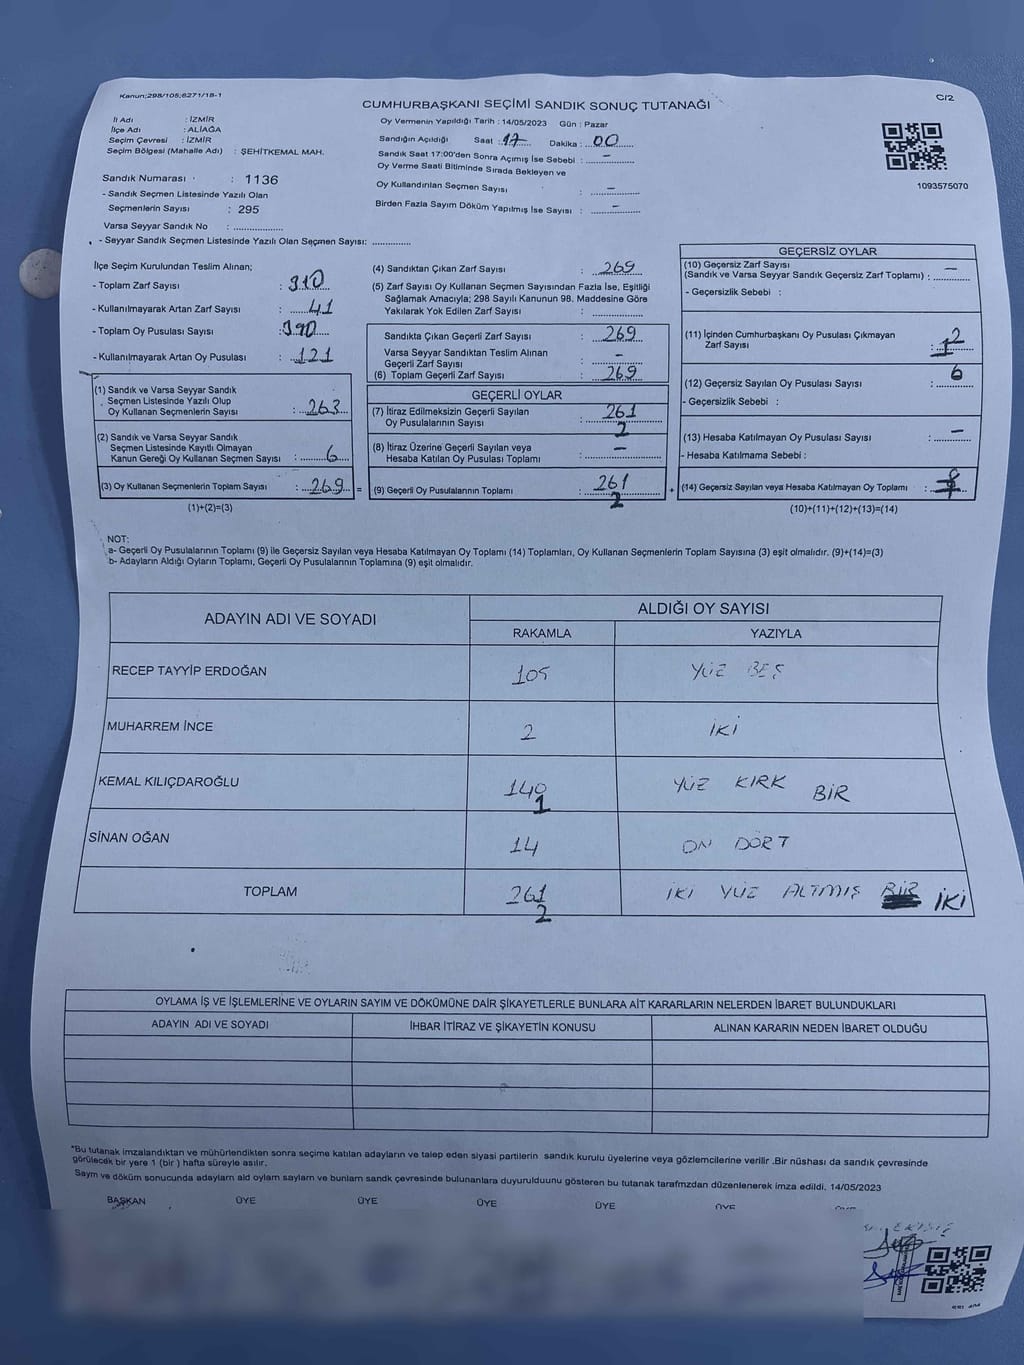 Kanun;298/105;6271/18-1
C/2
CUMHURBAŞKANI SEÇİMİ SANDIK SONUÇ TUTANAĞI
İl Adı : İZMİR
İlçe Adı : ALİAĞA
Seçim Çevresi : İZMİR
Seçim Bölgesi (Mahalle Adı) : ŞEHİTKEMAL MAH.
Sandık Numarası : 1136
- Sandık Seçmen Listesinde Yazılı Olan
Seçmenlerin Sayısı : 295
Varsa Seyyar Sandık No : ..............
- Seyyar Sandık Seçmen Listesinde Yazılı Olan Seçmen Sayısı: ...........
Oy Vermenin Yapıldığı Tarih : 14/05/2023 Gün : Pazar
Sandığın Açıldığı Saat : 17 Dakika : 00
Sandık Saat 17:00'den Sonra Açımış İse Sebebi : -
Oy Verme Saati Bitiminde Sırada Bekleyen ve
Oy Kullandırılan Seçmen Sayısı : -
Birden Fazla Sayım Döküm Yapılmış İse Sayısı : -
1093575070
İlçe Seçim Kurulundan Teslim Alınan;
- Toplam Zarf Sayısı : 310
- Kullanılmayarak Artan Zarf Sayısı : 41
- Toplam Oy Pusulası Sayısı : 390
- Kullanılmayarak Artan Oy Pusulası : 121
(1) Sandık ve Varsa Seyyar Sandık
Seçmen Listesinde Yazılı Olup
Oy Kullanan Seçmenlerin Sayısı : 263
(2) Sandık ve Varsa Seyyar Sandık
Seçmen Listesinde Kayıtlı Olmayan
Kanun Gereği Oy Kullanan Seçmen Sayısı : 6
(3) Oy Kullanan Seçmenlerin Toplam Sayısı : 269 =
(1)+(2)=(3)
(4) Sandıktan Çıkan Zarf Sayısı : 269
(5) Zarf Sayısı Oy Kullanan Seçmen Sayısından Fazla İse, Eşitliği
Sağlamak Amacıyla; 298 Sayılı Kanunun 98. Maddesine Göre
Yakılarak Yok Edilen Zarf Sayısı : ..............
Sandıkta Çıkan Geçerli Zarf Sayısı : 269
Varsa Seyyar Sandıktan Teslim Alınan
Geçerli Zarf Sayısı : -
(6) Toplam Geçerli Zarf Sayısı : 269
GEÇERLİ OYLAR
(7) İtiraz Edilmeksizin Geçerli Sayılan
Oy Pusulalarının Sayısı : 261
2
(8) İtiraz Üzerine Geçerli Sayılan veya
Hesaba Katılan Oy Pusulası Toplamı : -
(9) Geçerli Oy Pusulalarının Toplamı : 261 +
2
GEÇERSİZ OYLAR
(10) Geçersiz Zarf Sayısı
(Sandık ve Varsa Seyyar Sandık Geçersiz Zarf Toplamı) : -
- Geçersizlik Sebebi :
(11) İçinden Cumhurbaşkanı Oy Pusulası Çıkmayan
Zarf Sayısı :
(12) Geçersiz Sayılan Oy Pusulası Sayısı : 6
- Geçersizlik Sebebi :
(13) Hesaba Katılmayan Oy Pusulası Sayısı : -
- Hesaba Katılmama Sebebi :
(14) Geçersiz Sayılan veya Hesaba Katılmayan Oy Toplamı :
(10)+(11)+(12)+(13)=(14)
NOT:
a- Geçerli Oy Pusulalarının Toplamı (9) ile Geçersiz Sayılan veya Hesaba Katılmayan Oy Toplamı (14) Toplamları, Oy Kullanan Seçmenlerin Toplam Sayısına (3) eşit olmalıdır. (9)+(14)=(3)
b- Adayların Aldığı Oyların Toplamı, Geçerli Oy Pusulalarının Toplamına (9) eşit olmalıdır.
ADAYIN ADI VE SOYADI
ALDIĞI OY SAYISI
RAKAMLA YAZIYLA
RECEP TAYYİP ERDOĞAN 105 YÜZ BEŞ
MUHARREM İNCE 2 İKİ
KEMAL KILIÇDAROĞLU 140 YÜZ KIRK BİR
1
SİNAN OĞAN 14 ON DÖRT
TOPLAM 261 İKİ YÜZ ALTMIŞ BİR İKİ
2
OYLAMA İŞ VE İŞLEMLERİNE VE OYLARIN SAYIM VE DÖKÜMÜNE DAİR ŞİKAYETLERLE BUNLARA AİT KARARLARIN NELERDEN İBARET BULUNDUKLARI
ADAYIN ADI VE SOYADI İHBAR İTİRAZ VE ŞİKAYETİN KONUSU ALINAN KARARIN NEDEN İBARET OLDUĞU
*Bu tutanak imzalandıktan ve mühürlendikten sonra seçime katılan adayların ve talep eden siyasi partilerin sandık kurulu üyelerine veya gözlemcilerine verilir .Bir nüshası da sandık çevresinde
görülecek bir yere 1 (bir ) hafta süreyle asılır.
Sayım ve döküm sonucunda adayların ald oyların sayların ve bunların sandk çevresinde bulunanlara duyurulduunu gösteren bu tutanak tarafmzdan düzenlenerek imza edildi. 14/05/2023
BAŞKAN ÜYE ÜYE ÜYE ÜYE ÜYE